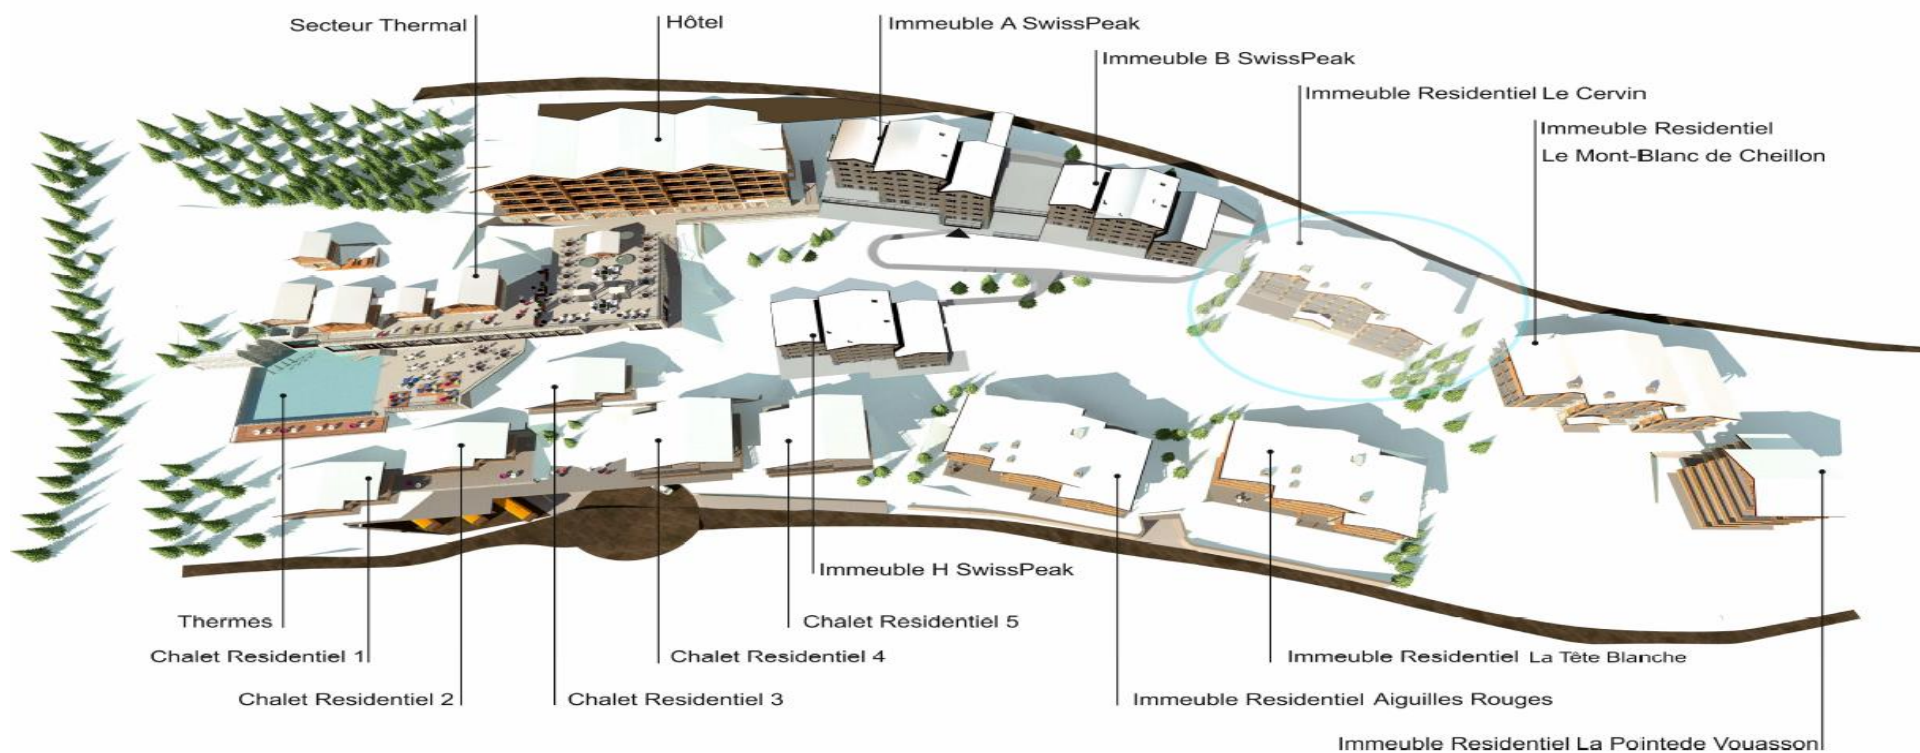 Secteur Thermal
Hôtel
Immeuble A SwissPeak
Immeuble B SwissPeak
Immeuble Residentiel Le Cervin
Immeuble Residentiel
Le Mont-Blanc de Cheillon
Immeuble H SwissPeak
Thermes
Chalet Residentiel 5
Chalet Residentiel 1
Chalet Residentiel 4
Immeuble Residentiel La Tête Blanche
Chalet Residentiel 2
Chalet Residentiel 3
Immeuble Residentiel Aiguilles Rouges
Immeuble Residentiel La Pointede Vouasson